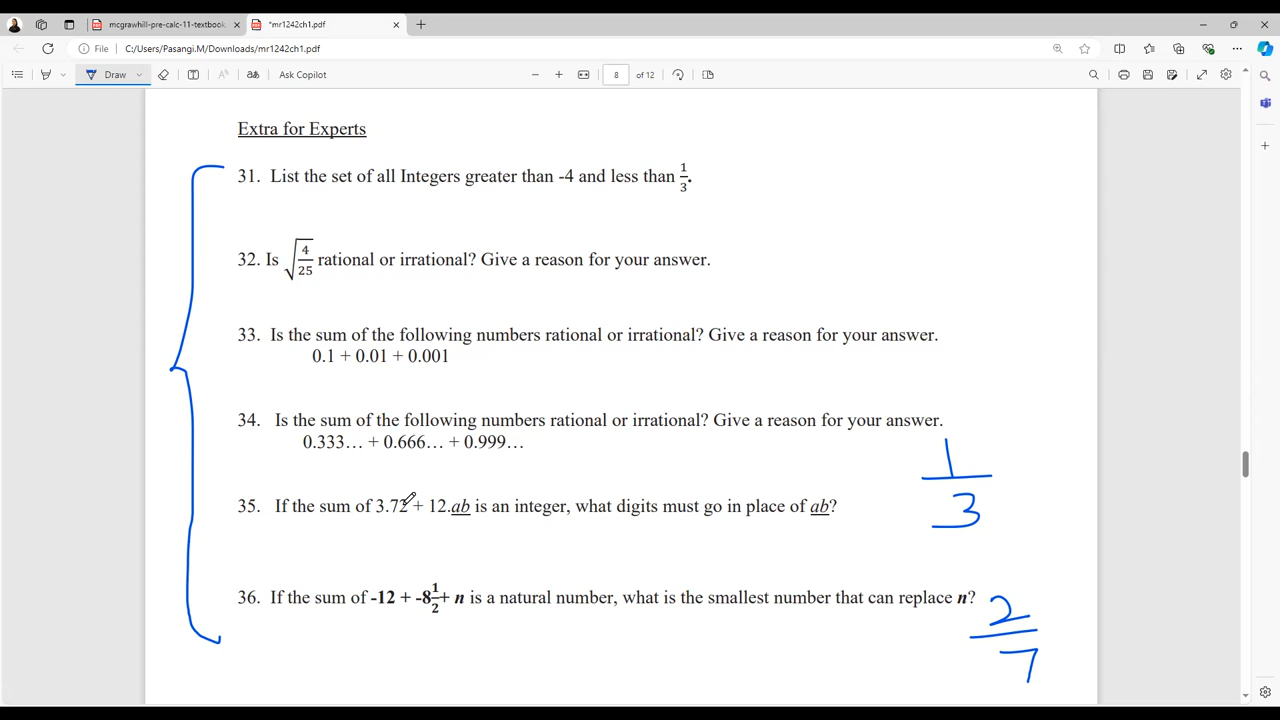 mcgrawhill-pre-calc-11-textbook
*mr1242ch1.pdf
File C:/Users/Pasangi.M/Downloads/mr1242ch1.pdf
Draw
Ask Copilot
8 of 12
Extra for Experts
31. List the set of all Integers greater than -4 and less than 1/3.
32. Is √4/25 rational or irrational? Give a reason for your answer.
33. Is the sum of the following numbers rational or irrational? Give a reason for your answer.
0.1 + 0.01 + 0.001
34. Is the sum of the following numbers rational or irrational? Give a reason for your answer.
0.333… + 0.666… + 0.999…
1
3
35. If the sum of 3.72 + 12.ab is an integer, what digits must go in place of ab?
36. If the sum of -12 + -8 1/2 + n is a natural number, what is the smallest number that can replace n?
2
7